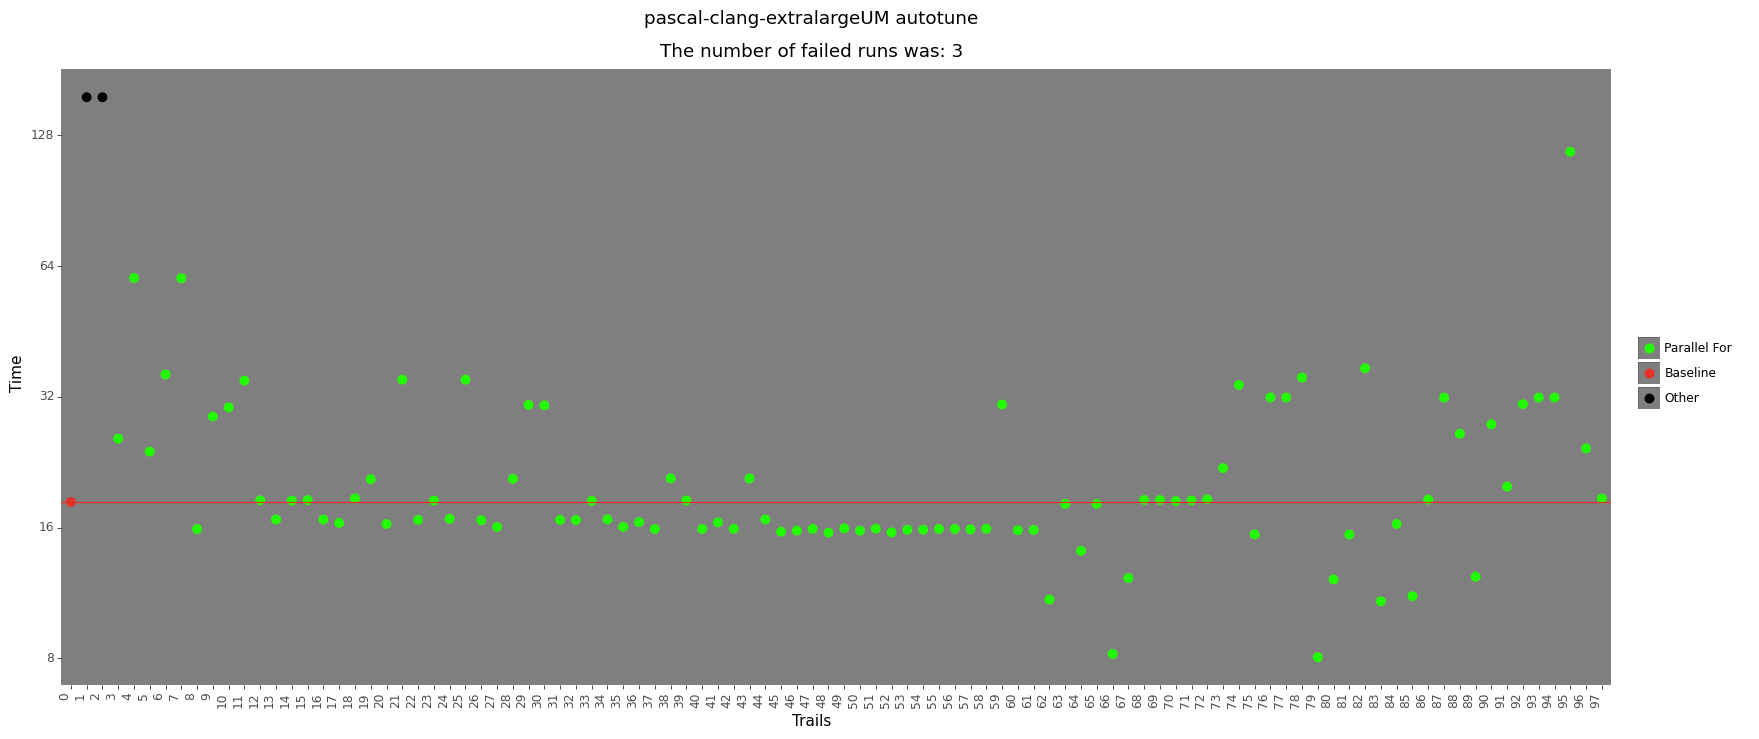 pascal-clang-extralargeUM autotune
The number of failed runs was: 3
Time
128
64
32
16
8
0 1 2 3 4 5 6 7 8 9 10 11 12 13 14 15 16 17 18 19 20 21 22 23 24 25 26 27 28 29 30 31 32 33 34 35 36 37 38 39 40 41 42 43 44 45 46 47 48 49 50 51 52 53 54 55 56 57 58 59 60 61 62 63 64 65 66 67 68 69 70 71 72 73 74 75 76 77 78 79 80 81 82 83 84 85 86 87 88 89 90 91 92 93 94 95 96 97
Trails
Parallel For
Baseline
Other